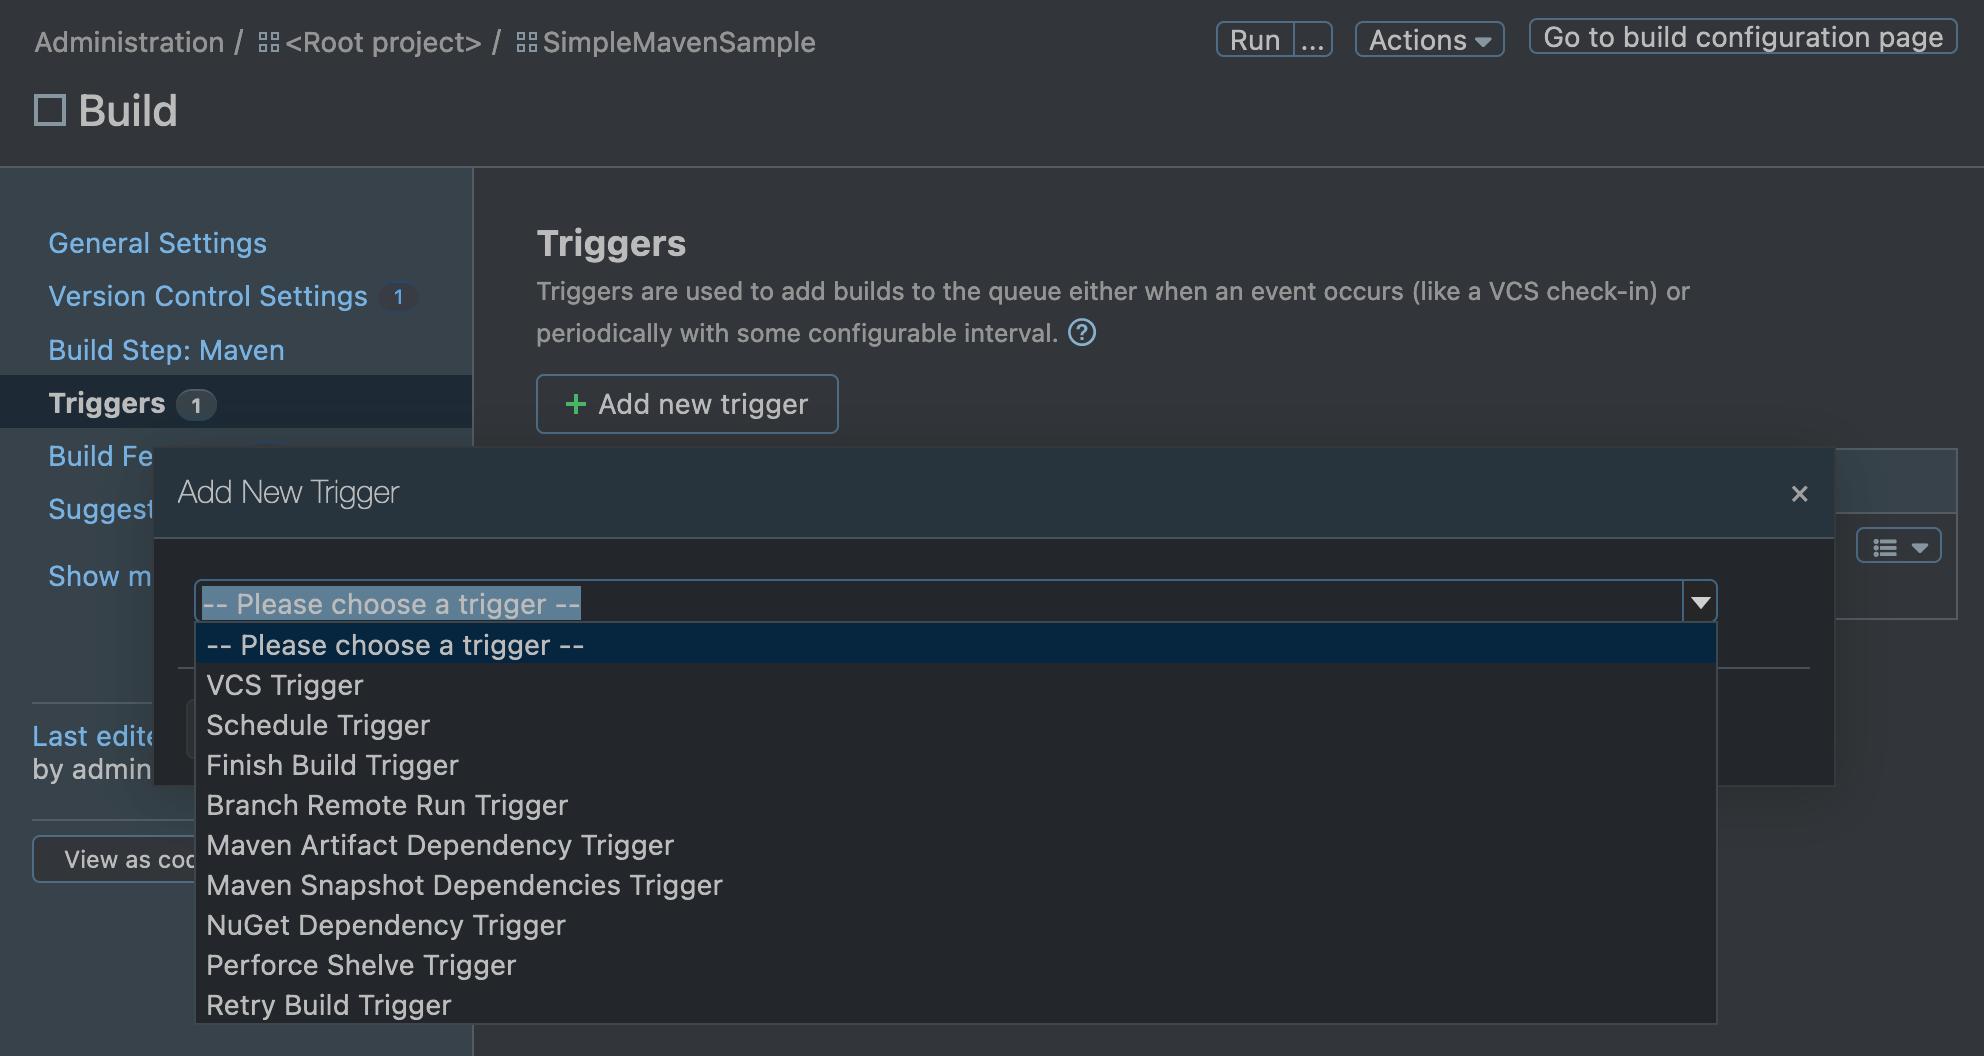 Administration / <Root project> / SimpleMavenSample
Run ... Actions Go to build configuration page
Build
General Settings
Version Control Settings 1
Build Step: Maven
Triggers 1
Build Fe
Suggest
Show m
Last edite
by admin
View as co
Triggers
Triggers are used to add builds to the queue either when an event occurs (like a VCS check-in) or
periodically with some configurable interval. ?
+ Add new trigger
Add New Trigger ×
-- Please choose a trigger --
-- Please choose a trigger --
VCS Trigger
Schedule Trigger
Finish Build Trigger
Branch Remote Run Trigger
Maven Artifact Dependency Trigger
Maven Snapshot Dependencies Trigger
NuGet Dependency Trigger
Perforce Shelve Trigger
Retry Build Trigger